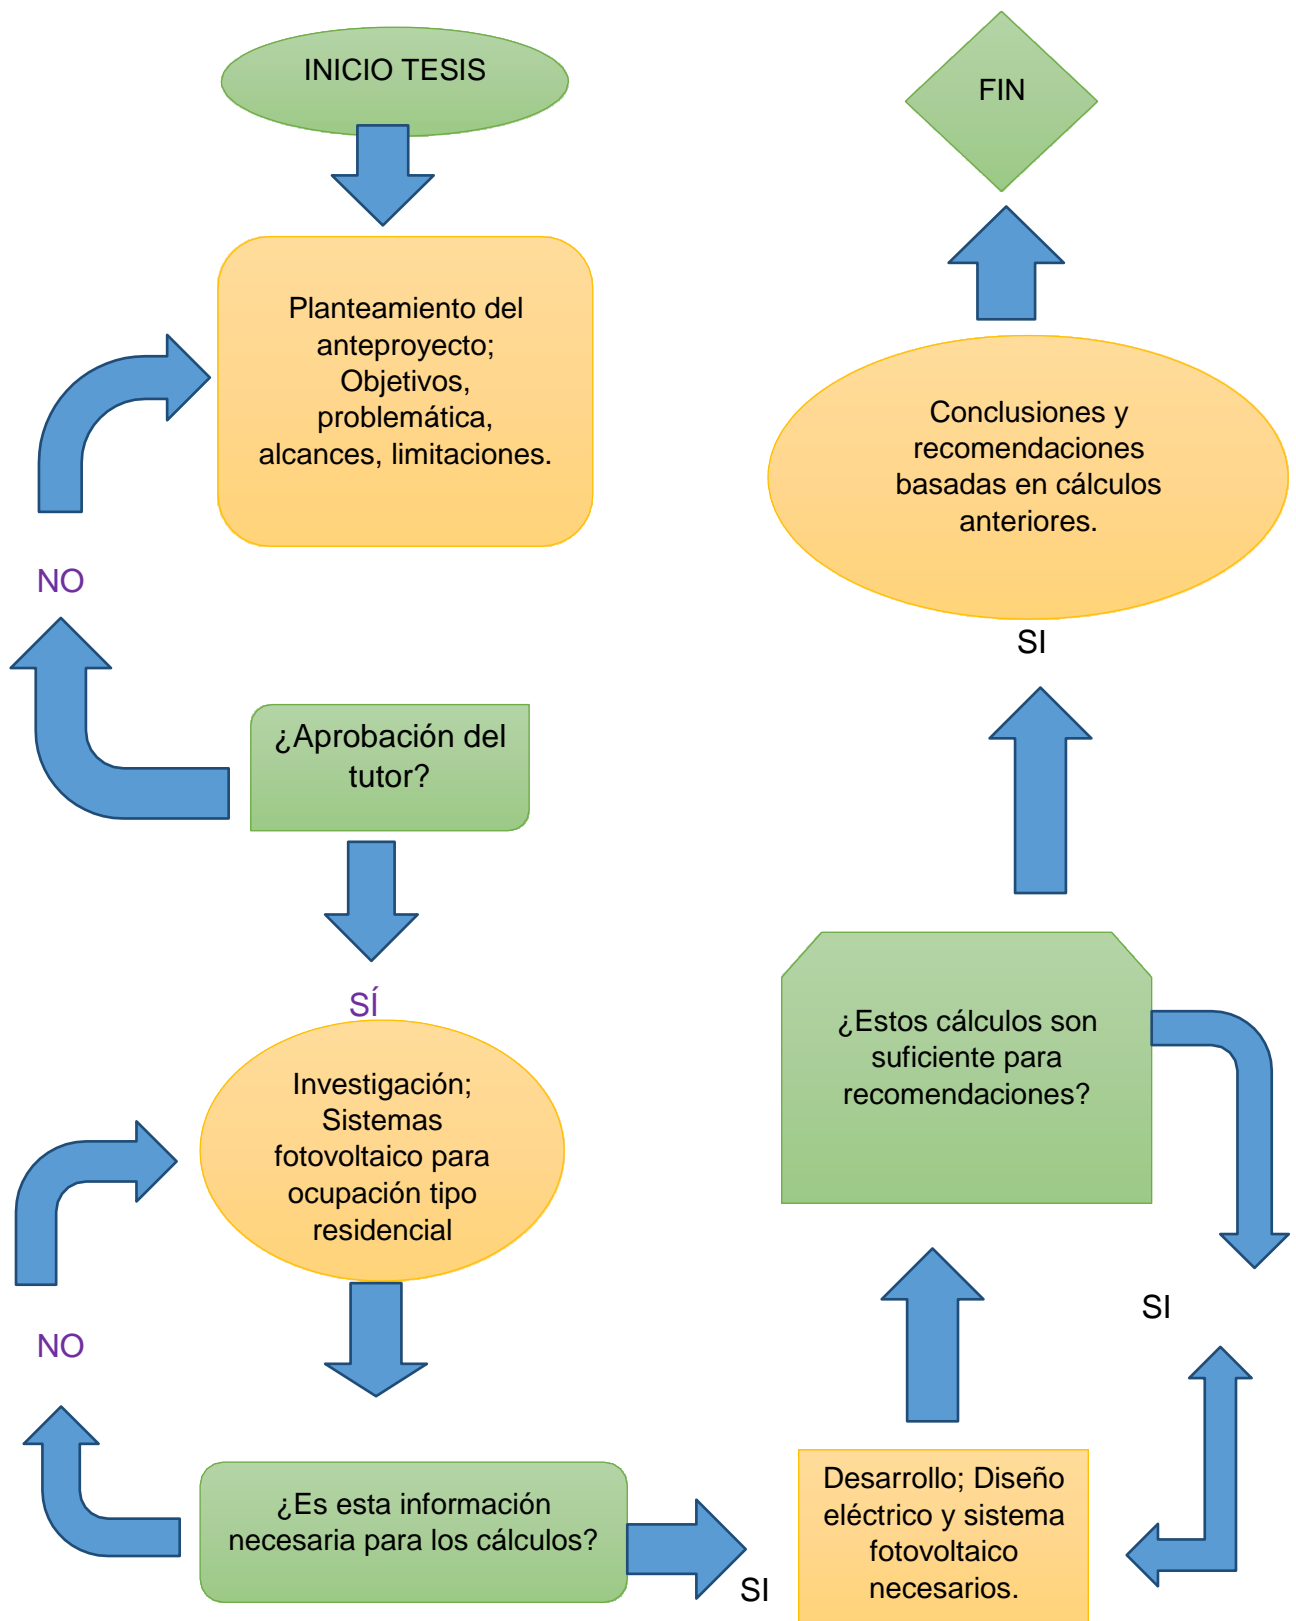 INICIO TESIS
Planteamiento del
anteproyecto;
Objetivos,
problemática,
alcances, limitaciones.
NO
¿Aprobación del
tutor?
SÍ
Investigación;
Sistemas
fotovoltaico para
ocupación tipo
residencial
NO
¿Es esta información
necesaria para los cálculos?
SI
Desarrollo; Diseño
eléctrico y sistema
fotovoltaico
necesarios.
SI
¿Estos cálculos son
suficiente para
recomendaciones?
SI
Conclusiones y
recomendaciones
basadas en cálculos
anteriores.
FIN